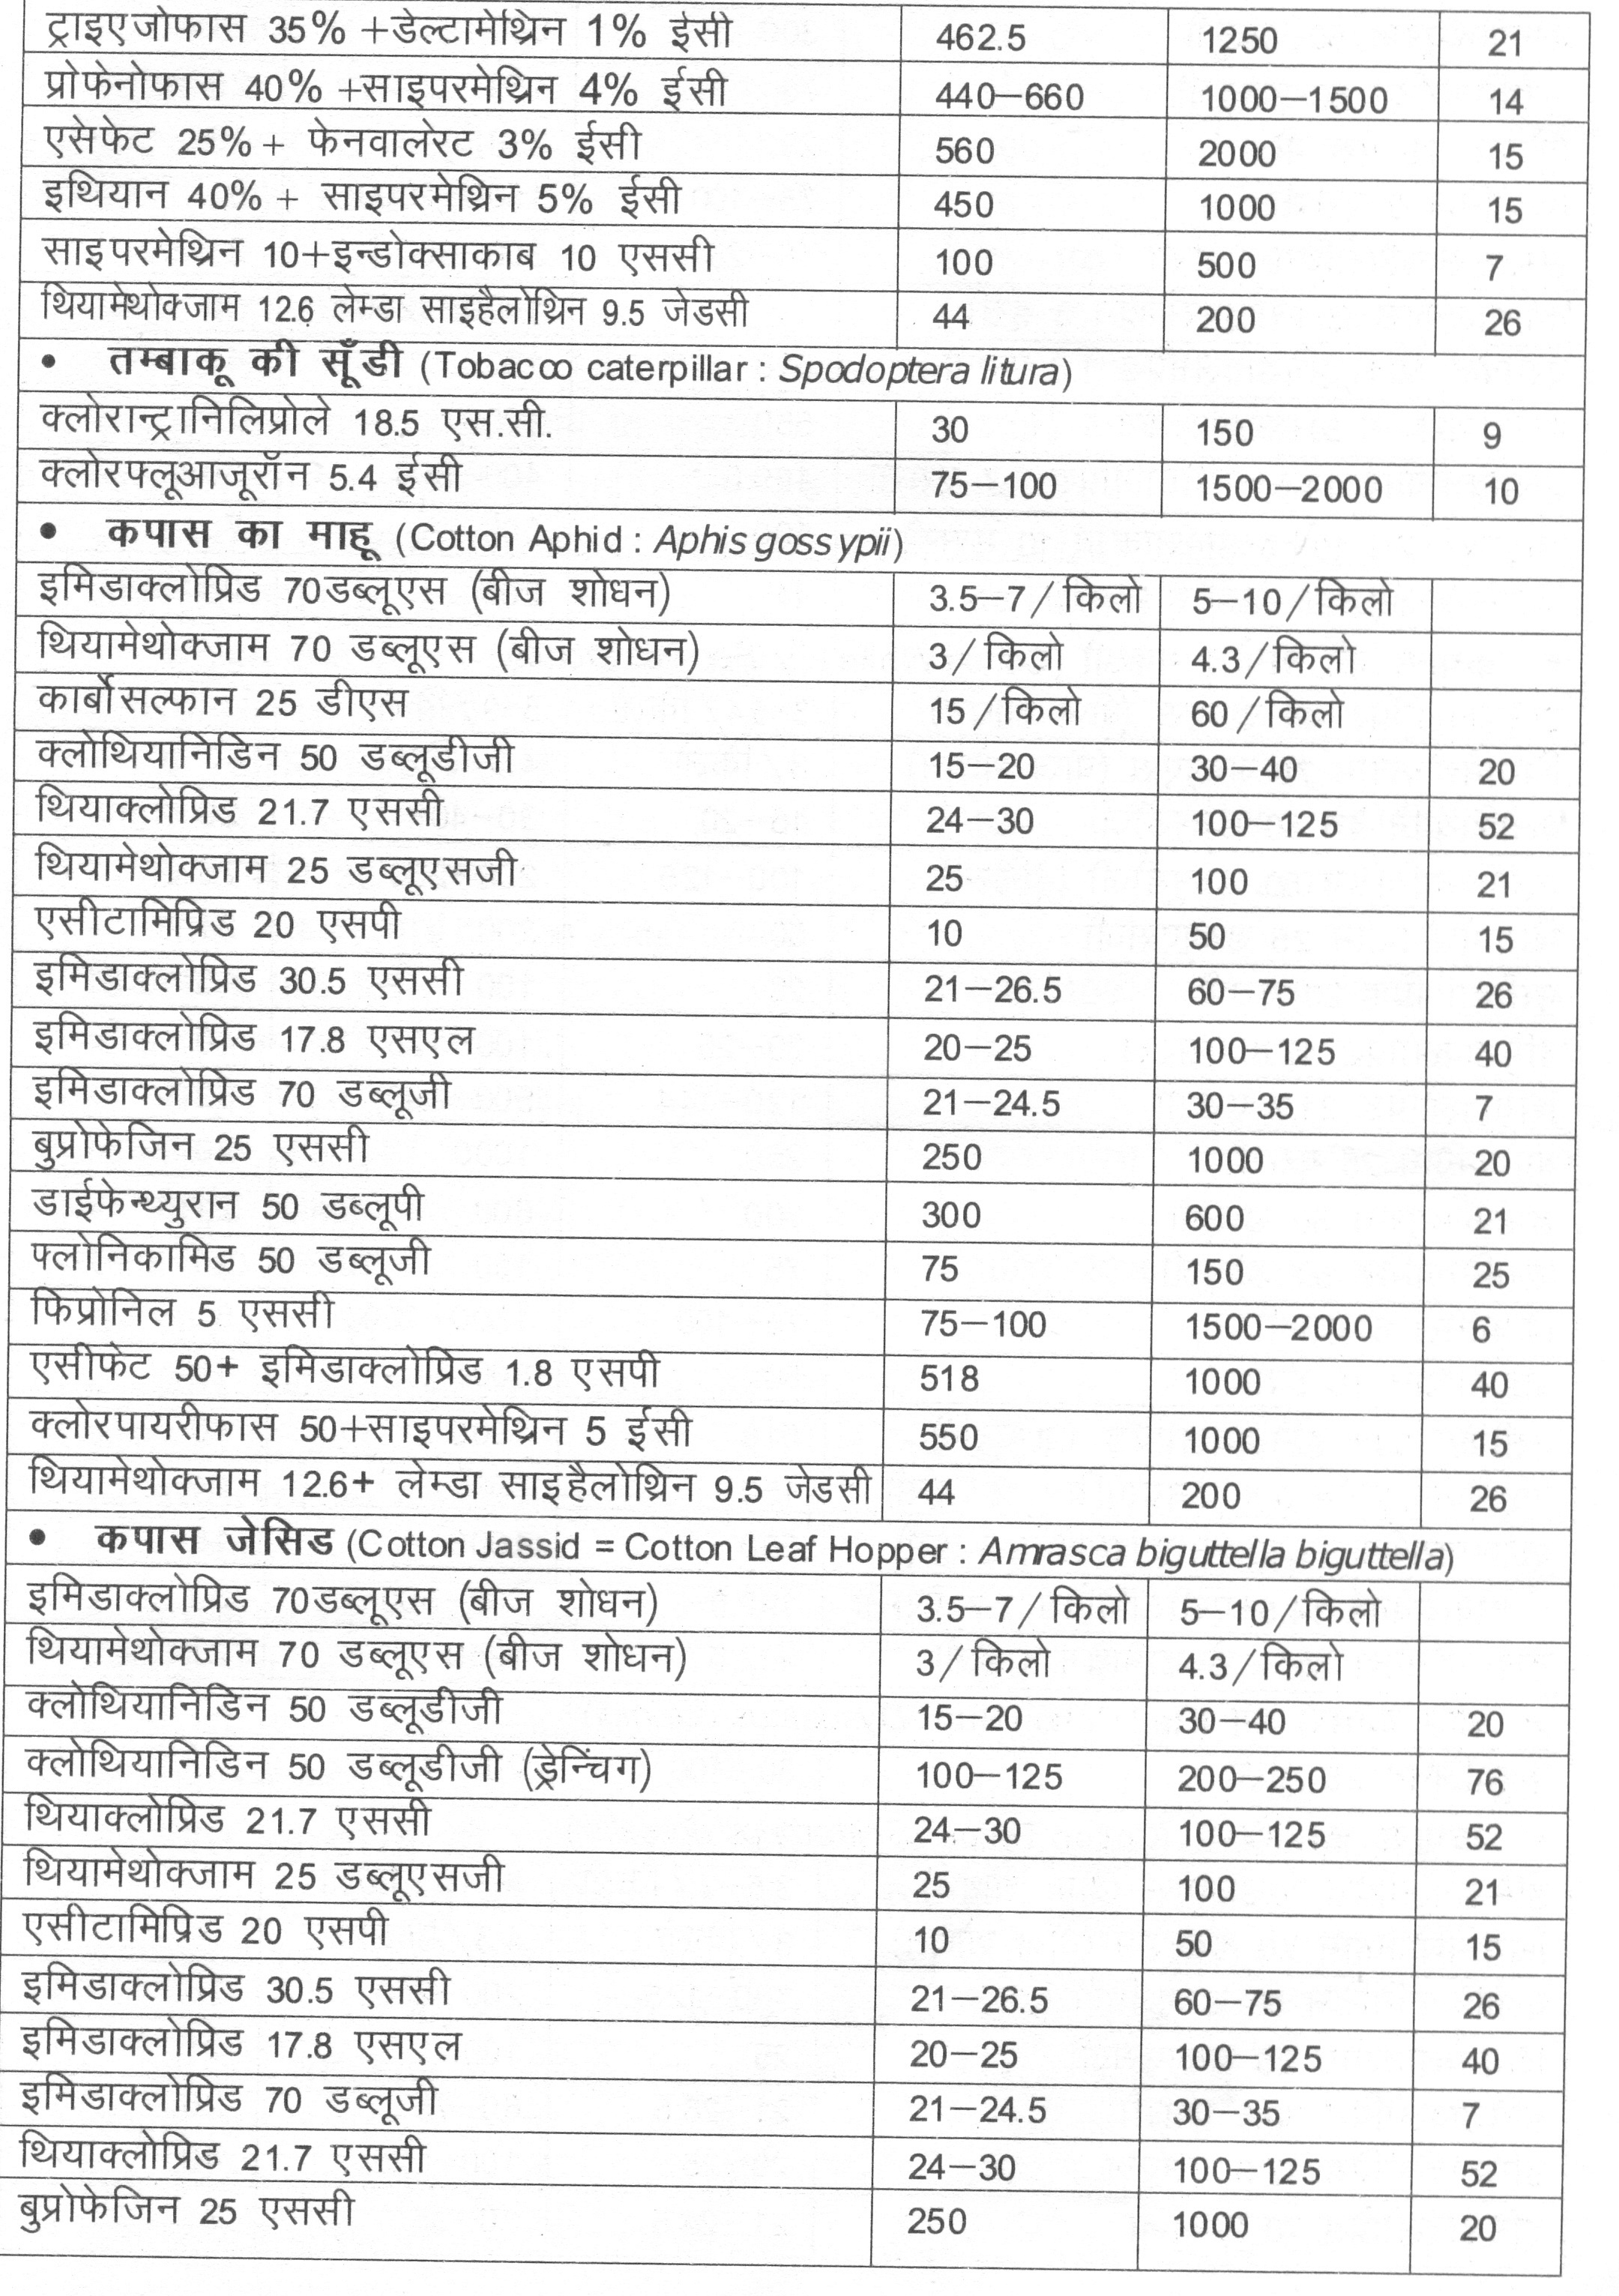 ट्राइएजोफास 35% +डेल्टामेथ्रिन 1% ईसी 462.5 1250 21
प्रोफेनोफास 40% +साइपरमेथ्रिन 4% ईसी 440–660 1000–1500 14
एसेफेट 25%+ फेनवालरेट 3% ईसी 560 2000 15
इथियान 40%+ साइपरमेथ्रिन 5% ईसी 450 1000 15
साइपरमेथ्रिन 10+इन्डोक्साकाब 10 एससी 100 500 7
थियामेथोक्जाम 12.6 लेम्डा साइहैलोथ्रिन 9.5 जेडसी 44 200 26
• तम्बाकू की सूँडी (Tobacco caterpillar : Spodoptera litura)
क्लोरान्ट्रानिलिप्रोले 18.5 एस.सी. 30 150 9
क्लोरफ्लूआजूरॉन 5.4 ईसी 75–100 1500–2000 10
• कपास का माहू (Cotton Aphid : Aphis gossypii)
इमिडाक्लोप्रिड 70डब्लूएस (बीज शोधन) 3.5–7/ किलो 5–10/किलो
थियामेथोक्जाम 70 डब्लूएस (बीज शोधन) 3/ किलो 4.3/किलो
कार्बोसल्फान 25 डीएस 15 /किलो 60 /किलो
क्लोथियानिडिन 50 डब्लूडीजी 15–20 30–40 20
थियाक्लोप्रिड 21.7 एससी 24–30 100–125 52
थियामेथोक्जाम 25 डब्लूएसजी 25 100 21
एसीटामिप्रिड 20 एसपी 10 50 15
इमिडाक्लोप्रिड 30.5 एससी 21–26.5 60–75 26
इमिडाक्लोप्रिड 17.8 एसएल 20–25 100–125 40
इमिडाक्लोप्रिड 70 डब्लूजी 21–24.5 30–35 7
बुप्रोफेजिन 25 एससी 250 1000 20
डाईफेन्थ्युरान 50 डब्लूपी 300 600 21
फ्लोनिकामिड 50 डब्लूजी 75 150 25
फिप्रोनिल 5 एससी 75–100 1500–2000 6
एसीफेट 50+ इमिडाक्लोप्रिड 1.8 एसपी 518 1000 40
क्लोरपायरीफास 50+साइपरमेथ्रिन 5 ईसी 550 1000 15
थियामेथोक्जाम 12.6+ लेम्डा साइहैलोथ्रिन 9.5 जेडसी 44 200 26
• कपास जेसिड (Cotton Jassid = Cotton Leaf Hopper : Amrasca biguttella biguttella)
इमिडाक्लोप्रिड 70डब्लूएस (बीज शोधन) 3.5–7/ किलो 5–10/किलो
थियामेथोक्जाम 70 डब्लूएस (बीज शोधन) 3/ किलो 4.3/किलो
क्लोथियानिडिन 50 डब्लूडीजी 15–20 30–40 20
क्लोथियानिडिन 50 डब्लूडीजी (ड्रेन्चिंग) 100–125 200–250 76
थियाक्लोप्रिड 21.7 एससी 24–30 100–125 52
थियामेथोक्जाम 25 डब्लूएसजी 25 100 21
एसीटामिप्रिड 20 एसपी 10 50 15
इमिडाक्लोप्रिड 30.5 एससी 21–26.5 60–75 26
इमिडाक्लोप्रिड 17.8 एसएल 20–25 100–125 40
इमिडाक्लोप्रिड 70 डब्लूजी 21–24.5 30–35 7
थियाक्लोप्रिड 21.7 एससी 24–30 100–125 52
बुप्रोफेजिन 25 एससी 250 1000 20